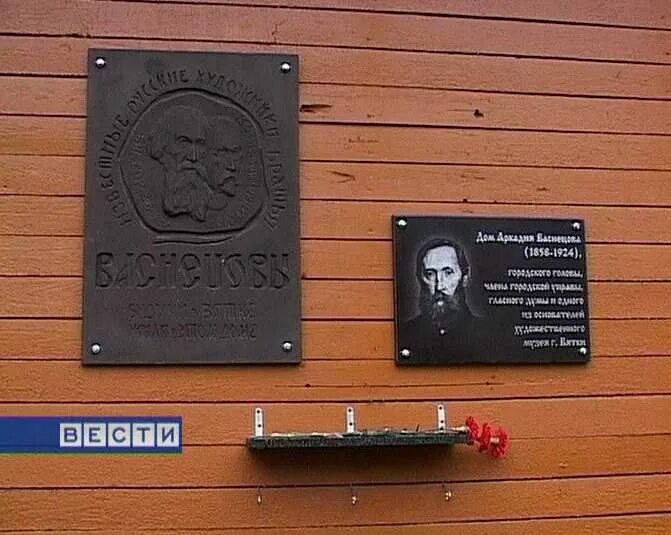 ИЗВЕСТНЫЕ РУССКИЕ ХУДОЖНИКИ БРАТЬЯ
ВАСНЕЦОВЫ
Дом Аркадия Васнецова
(1858-1924),
городского головы,
члена городской управы,
гласного думы и одного
из основателей
художественного
музея г. Вятки
ВЕСТИ